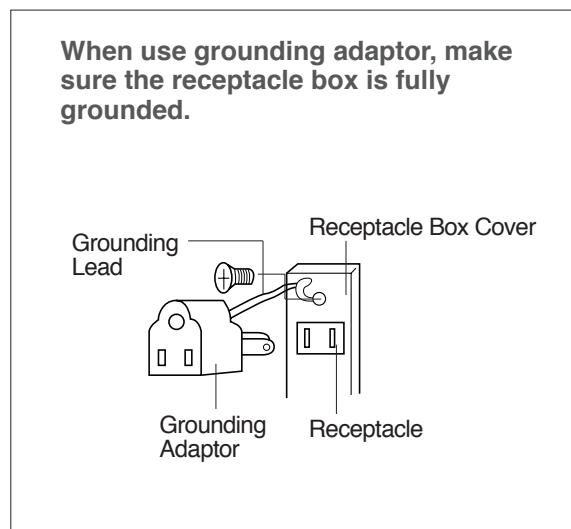 When use grounding adaptor, make
sure the receptacle box is fully
grounded.
Receptacle Box Cover
Grounding
Lead
Grounding
Adaptor
Receptacle